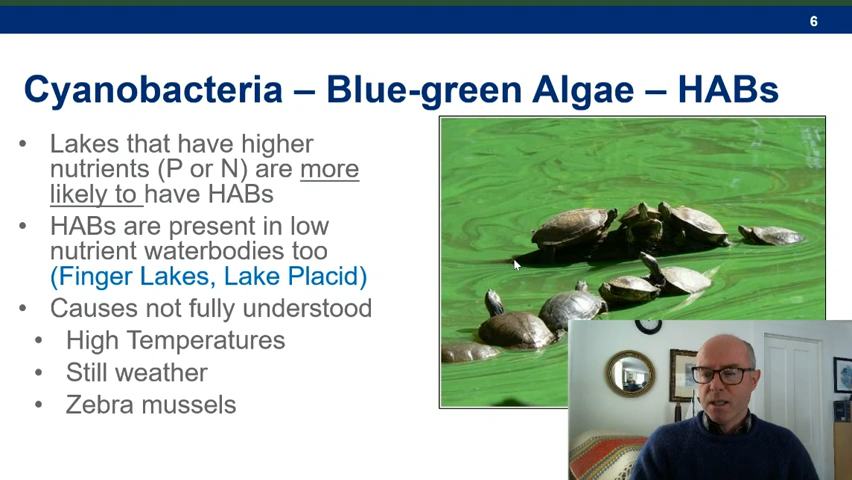 6
Cyanobacteria – Blue-green Algae – HABs
• Lakes that have higher
nutrients (P or N) are more
likely to have HABs
• HABs are present in low
nutrient waterbodies too
(Finger Lakes, Lake Placid)
• Causes not fully understood
• High Temperatures
• Still weather
• Zebra mussels